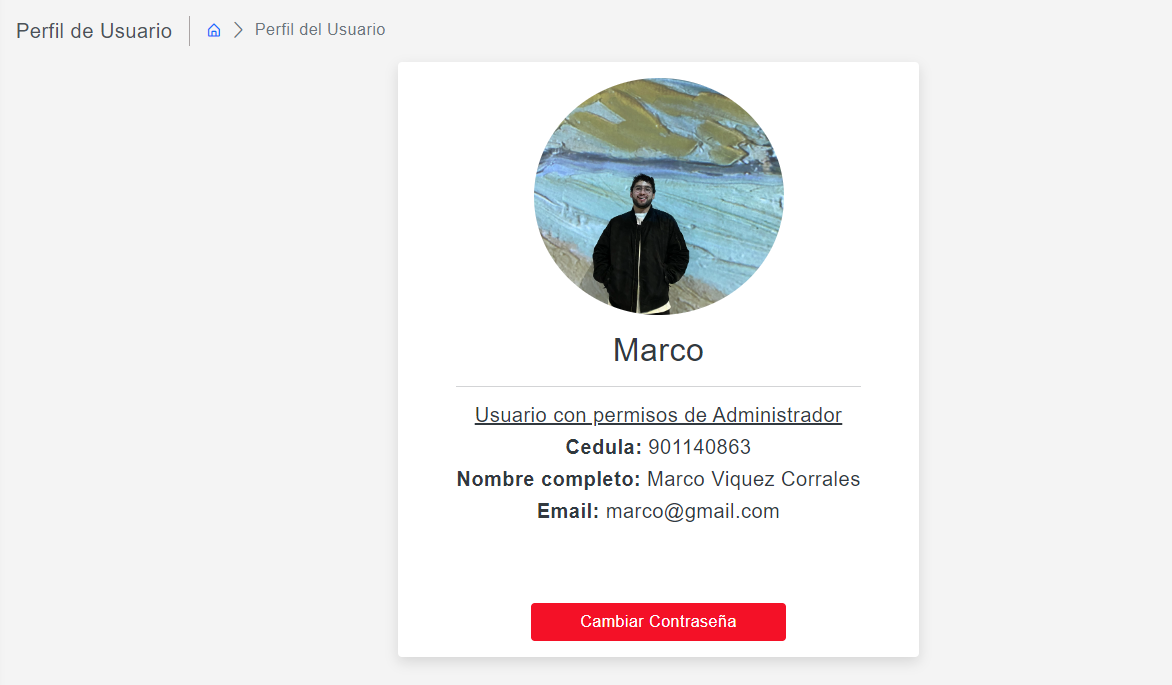 Perfil de Usuario
Perfil del Usuario
Marco
Usuario con permisos de Administrador
Cedula: 901140863
Nombre completo: Marco Viquez Corrales
Email: marco@gmail.com
Cambiar Contraseña